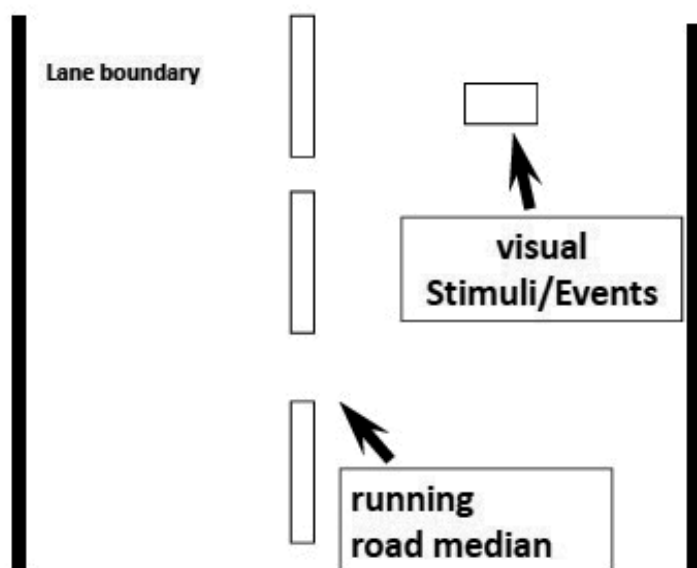 Lane boundary
visual
Stimuli/Events
running
road median